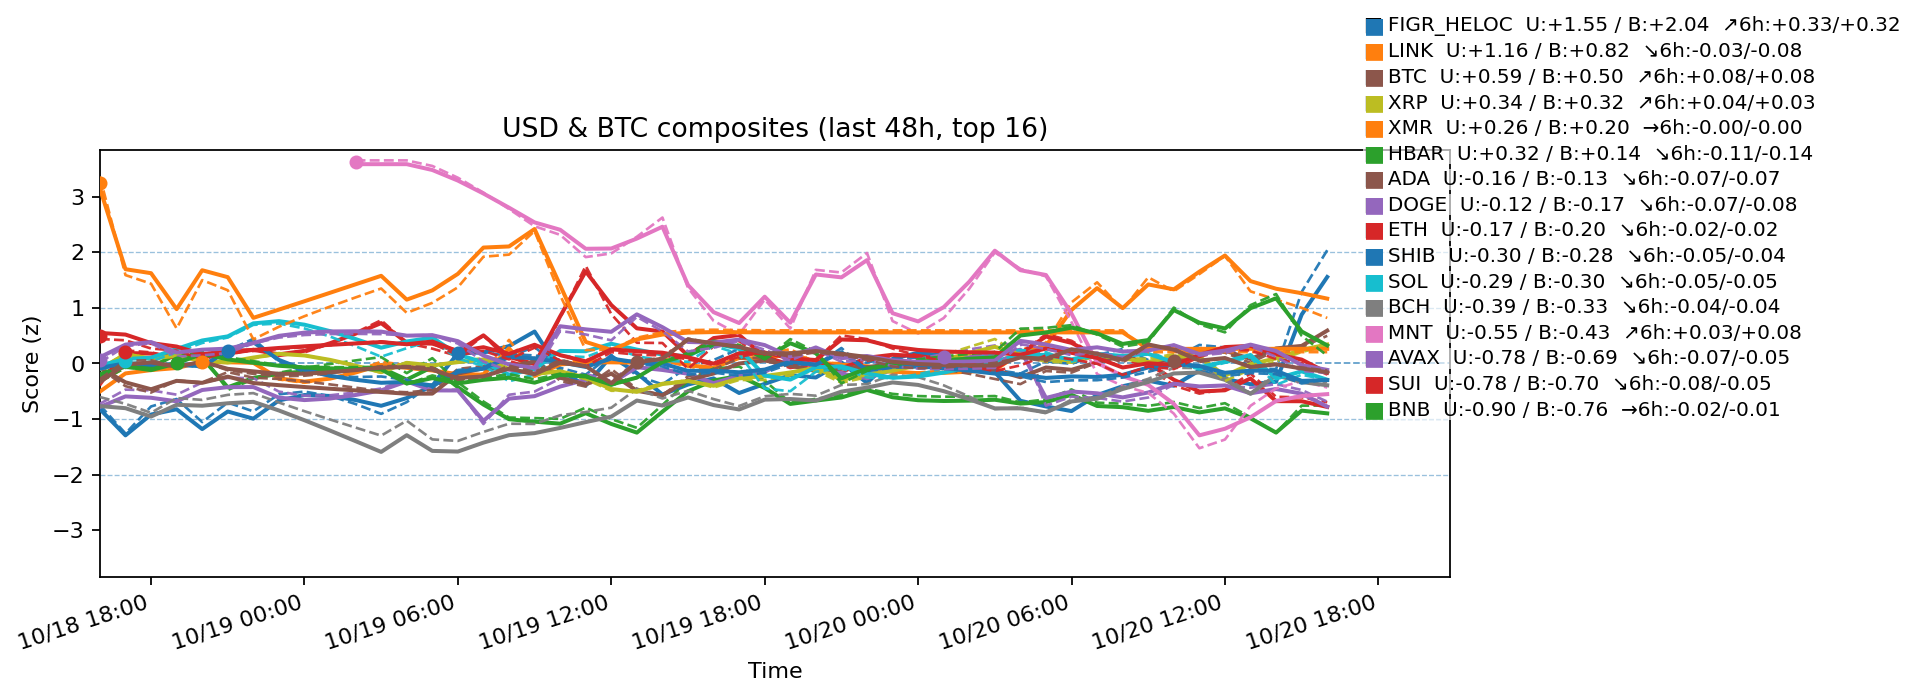 FIGR_HELOC U:+1.55 / B:+2.04 ↗6h:+0.33/+0.32
LINK U:+1.16 / B:+0.82 ↘6h:-0.03/-0.08
BTC U:+0.59 / B:+0.50 ↗6h:+0.08/+0.08
XRP U:+0.34 / B:+0.32 ↗6h:+0.04/+0.03
XMR U:+0.26 / B:+0.20 →6h:-0.00/-0.00
HBAR U:+0.32 / B:+0.14 ↘6h:-0.11/-0.14
ADA U:-0.16 / B:-0.13 ↘6h:-0.07/-0.07
DOGE U:-0.12 / B:-0.17 ↘6h:-0.07/-0.08
ETH U:-0.17 / B:-0.20 ↘6h:-0.02/-0.02
SHIB U:-0.30 / B:-0.28 ↘6h:-0.05/-0.04
SOL U:-0.29 / B:-0.30 ↘6h:-0.05/-0.05
BCH U:-0.39 / B:-0.33 ↘6h:-0.04/-0.04
MNT U:-0.55 / B:-0.43 ↗6h:+0.03/+0.08
AVAX U:-0.78 / B:-0.69 ↘6h:-0.07/-0.05
SUI U:-0.78 / B:-0.70 ↘6h:-0.08/-0.05
BNB U:-0.90 / B:-0.76 →6h:-0.02/-0.01
USD & BTC composites (last 48h, top 16)
Score (z)
3
2
1
0
−1
−2
−3
10/18 18:00
10/19 00:00
10/19 06:00
10/19 12:00
10/19 18:00
10/20 00:00
10/20 06:00
10/20 12:00
10/20 18:00
Time